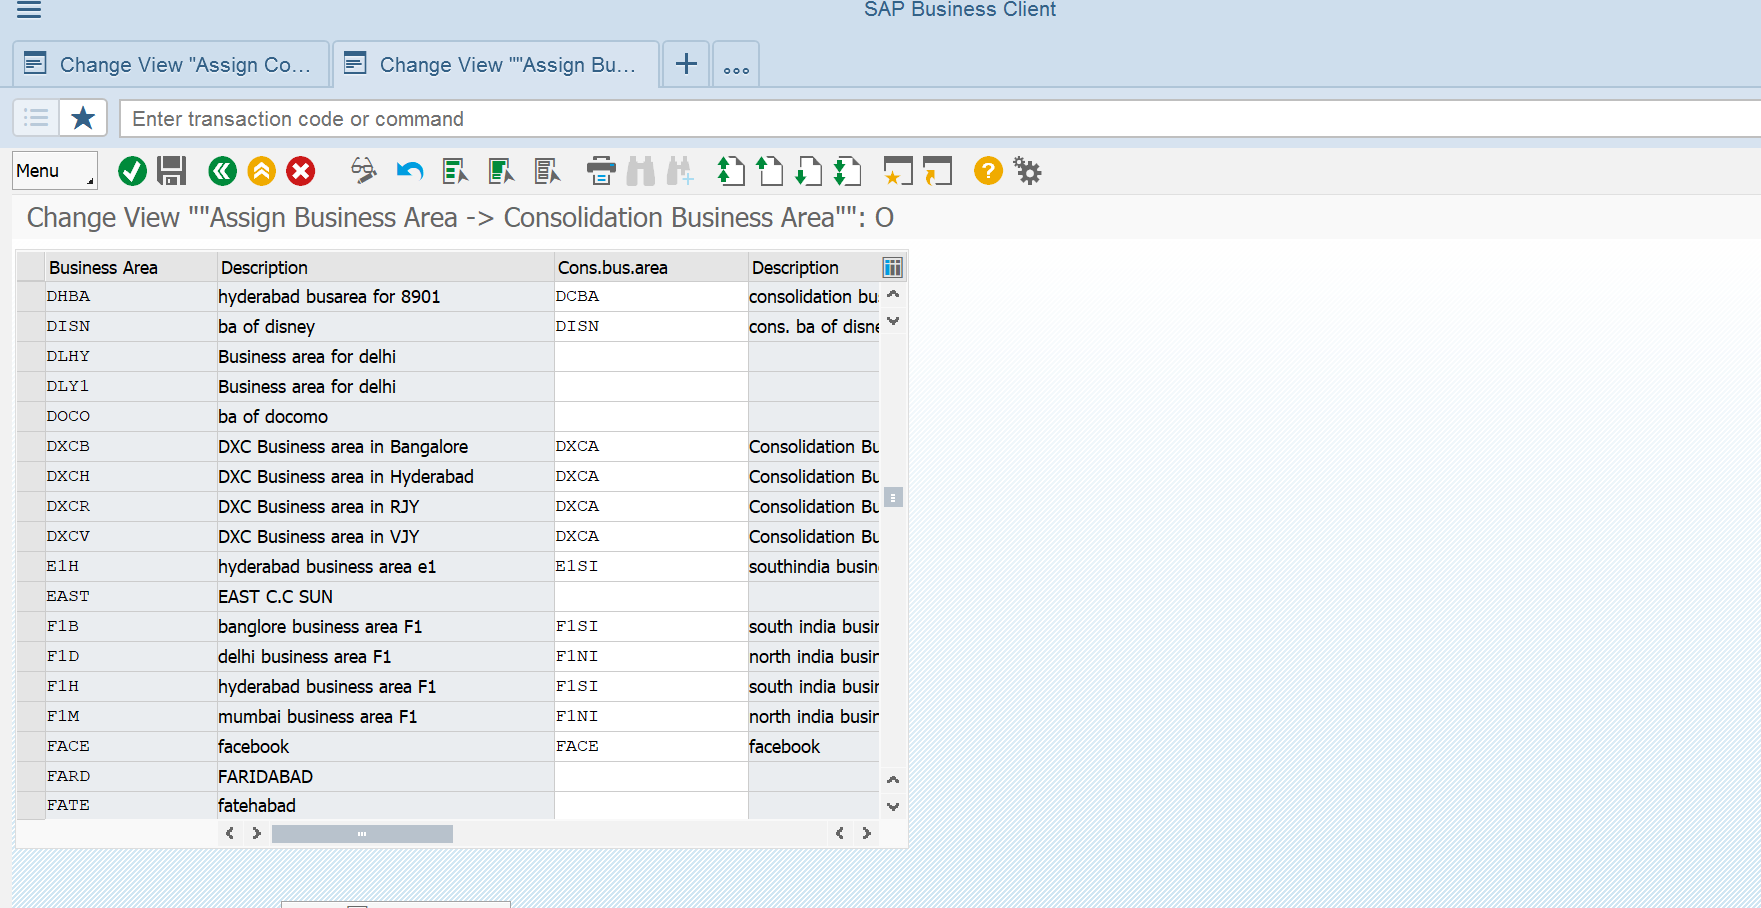 SAP Business Client
Change View "Assign Co... Change View ""Assign Bu...
Enter transaction code or command
Menu
Change View ""Assign Business Area -> Consolidation Business Area"": O
Business Area Description Cons.bus.area Description
DHBA hyderabad busarea for 8901 DCBA consolidation bu
DISN ba of disney DISN cons. ba of disne
DLHY Business area for delhi
DLY1 Business area for delhi
DOCO ba of docomo
DXCB DXC Business area in Bangalore DXCA Consolidation Bu
DXCH DXC Business area in Hyderabad DXCA Consolidation Bu
DXCR DXC Business area in RJY DXCA Consolidation Bu
DXCV DXC Business area in VJY DXCA Consolidation Bu
E1H hyderabad business area e1 E1SI southindia busin
EAST EAST C.C SUN
F1B banglore business area F1 F1SI south india busin
F1D delhi business area F1 F1NI north india busin
F1H hyderabad business area F1 F1SI south india busin
F1M mumbai business area F1 F1NI north india busin
FACE facebook FACE facebook
FARD FARIDABAD
FATE fatehabad